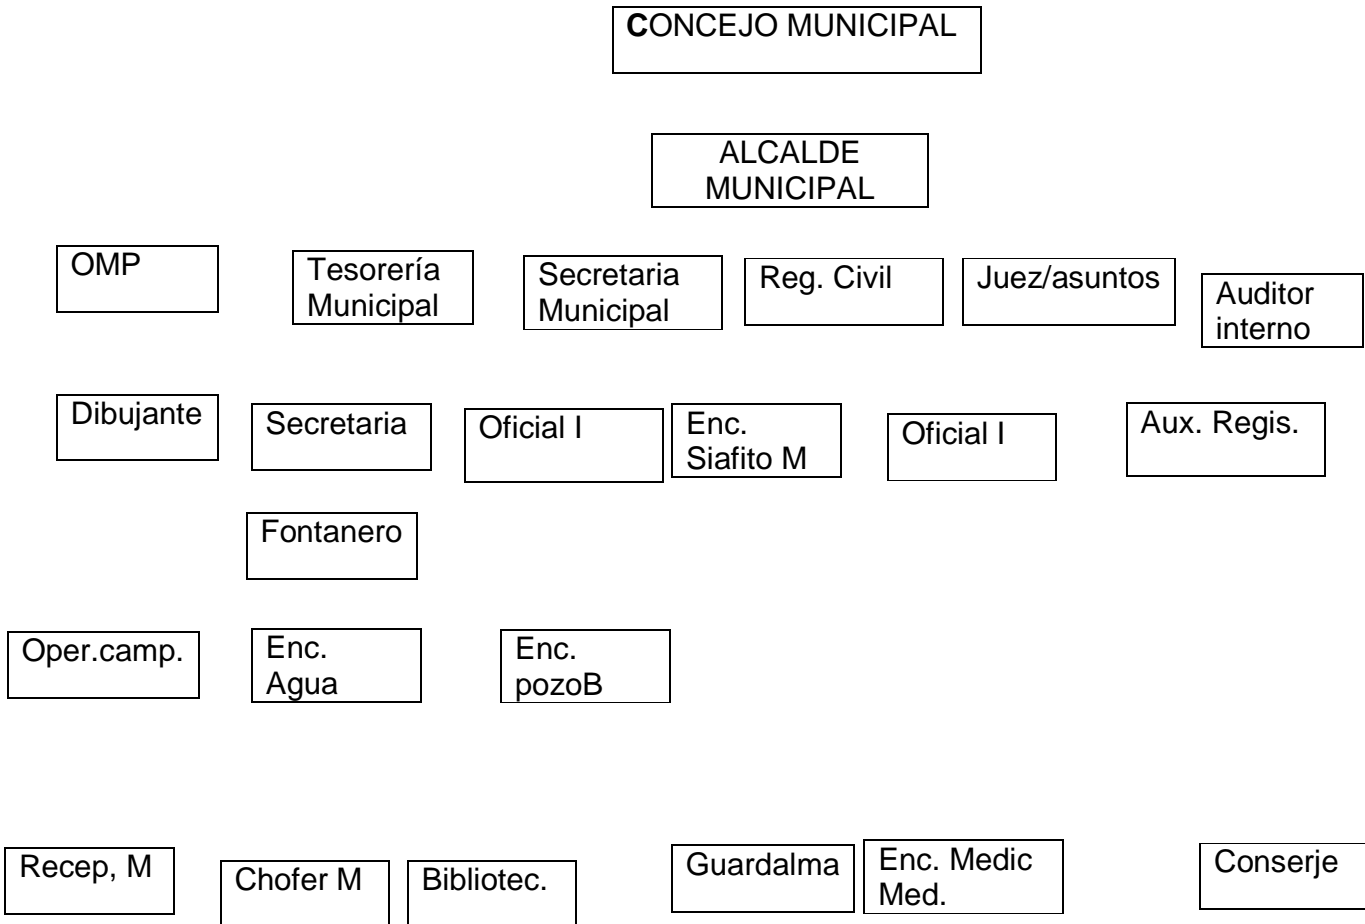 CONCEJO MUNICIPAL
ALCALDE
MUNICIPAL
OMP
Tesorería
Municipal
Secretaria
Municipal
Reg. Civil
Juez/asuntos
Auditor
interno
Dibujante
Secretaria
Oficial I
Enc.
Siafito M
Oficial I
Aux. Regis.
Fontanero
Oper.camp.
Enc.
Agua
Enc.
pozoB
Recep, M
Chofer M
Bibliotec.
Guardalma
Enc. Medic
Med.
Conserje